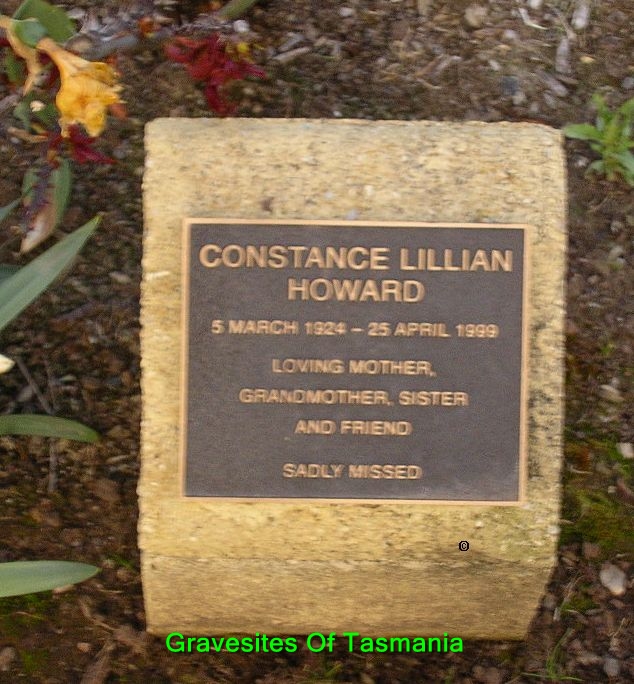 CONSTANCE LILLIAN
HOWARD
5 MARCH 1924 – 25 APRIL 1999
LOVING MOTHER,
GRANDMOTHER, SISTER
AND FRIEND
SADLY MISSED
©
Gravesites Of Tasmania